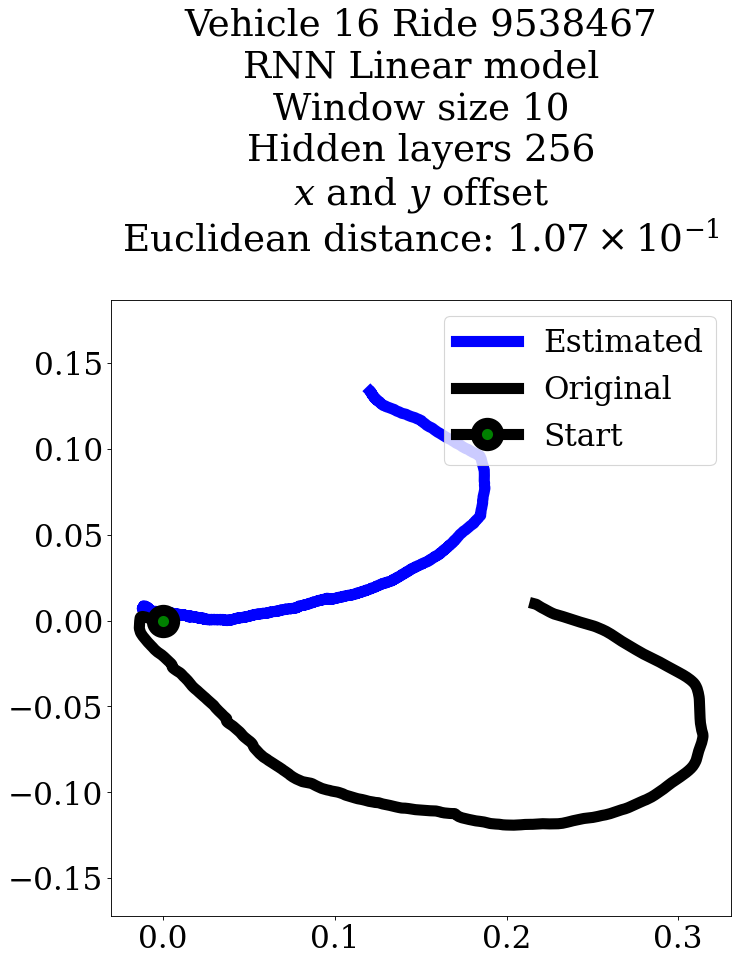 Vehicle 16 Ride 9538467
RNN Linear model
Window size 10
Hidden layers 256
x and y offset
Euclidean distance: 1.07 × 10⁻¹
Estimated
Original
Start
0.15
0.10
0.05
0.00
−0.05
−0.10
−0.15
0.0 0.1 0.2 0.3